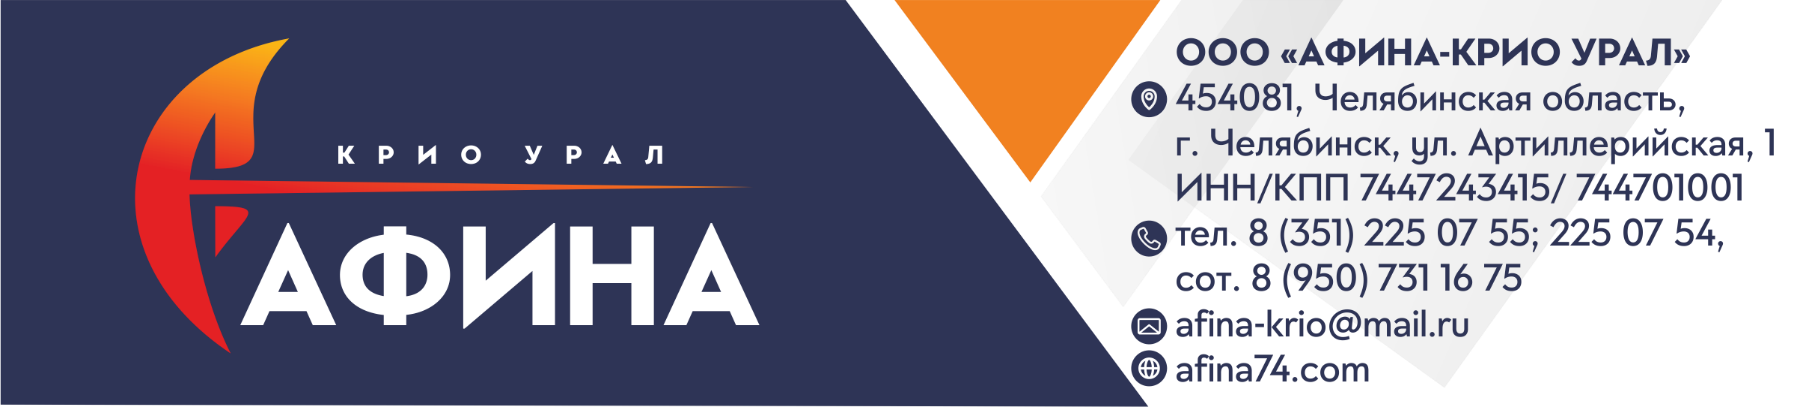 КРИО УРАЛ
АФИНА
ООО «АФИНА-КРИО УРАЛ»
454081, Челябинская область,
г. Челябинск, ул. Артиллерийская, 1
ИНН/КПП 7447243415/ 744701001
тел. 8 (351) 225 07 55; 225 07 54,
сот. 8 (950) 731 16 75
afina-krio@mail.ru
afina74.com